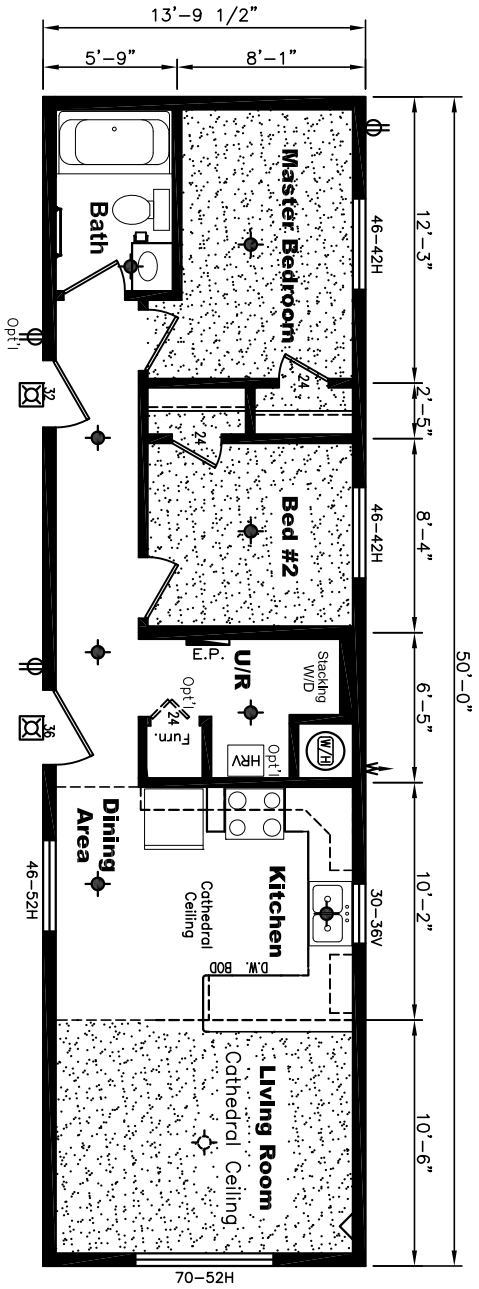 13'-9 1/2"
5'-9"
8'-1"
50'-0"
12'-3"
2'-5"
8'-4"
6'-5"
10'-2"
10'-6"
46-42H
46-42H
W
30-36V
Master Bedroom
Bath
24
24
Bed #2
Opt'l
32
E.P.
U/R
Stacking
W/D
Opt'l
24
Furn.
Opt'l
HRV
W/H
36
Dining
Area
46-52H
Kitchen
Cathedral
Ceiling
D.W. BOD
Living Room
Cathedral Ceiling
70-52H